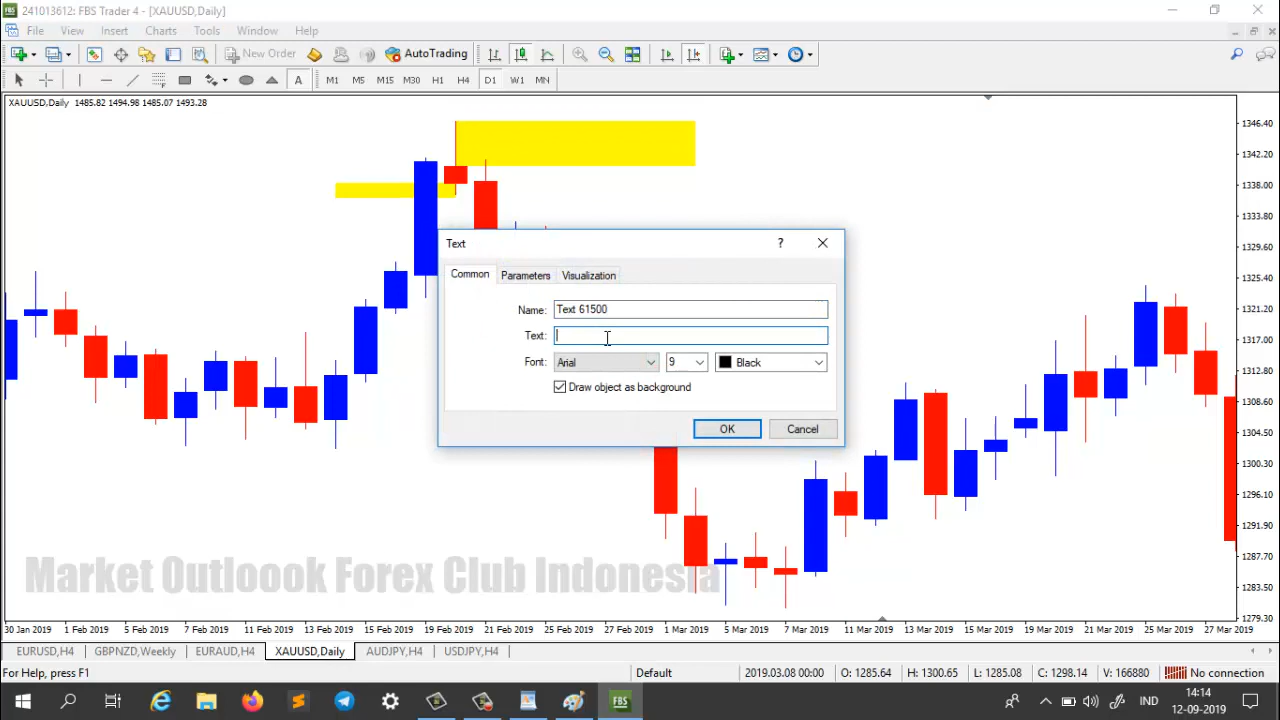 241013612: FBS Trader 4 - [XAUUSD,Daily]
File View Insert Charts Tools Window Help
New Order AutoTrading
A M1 M5 M15 M30 H1 H4 D1 W1 MN
XAUUSD,Daily 1485.82 1494.98 1485.07 1493.28
1346.40
1342.20
1338.00
1333.80
1329.60
1325.40
1321.20
1317.00
1312.80
1308.60
1304.50
1300.30
1296.10
1291.90
1287.70
1283.50
1279.30
Text ?
Common Parameters Visualization
Name: Text 61500
Text:
Font: Arial 9 Black
Draw object as background
OK Cancel
Market Outloook Forex Club Indonesia
30 Jan 2019 1 Feb 2019 5 Feb 2019 7 Feb 2019 11 Feb 2019 13 Feb 2019 15 Feb 2019 19 Feb 2019 21 Feb 2019 25 Feb 2019 27 Feb 2019 1 Mar 2019 5 Mar 2019 7 Mar 2019 11 Mar 2019 13 Mar 2019 15 Mar 2019 19 Mar 2019 21 Mar 2019 25 Mar 2019 27 Mar 2019
EURUSD,H4 GBPNZD,Weekly EURAUD,H4 XAUUSD,Daily AUDJPY,H4 USDJPY,H4
For Help, press F1 Default 2019.03.08 00:00 O: 1285.64 H: 1300.65 L: 1285.08 C: 1298.14 V: 166880 No connection
FBS IND 14:14
12-09-2019